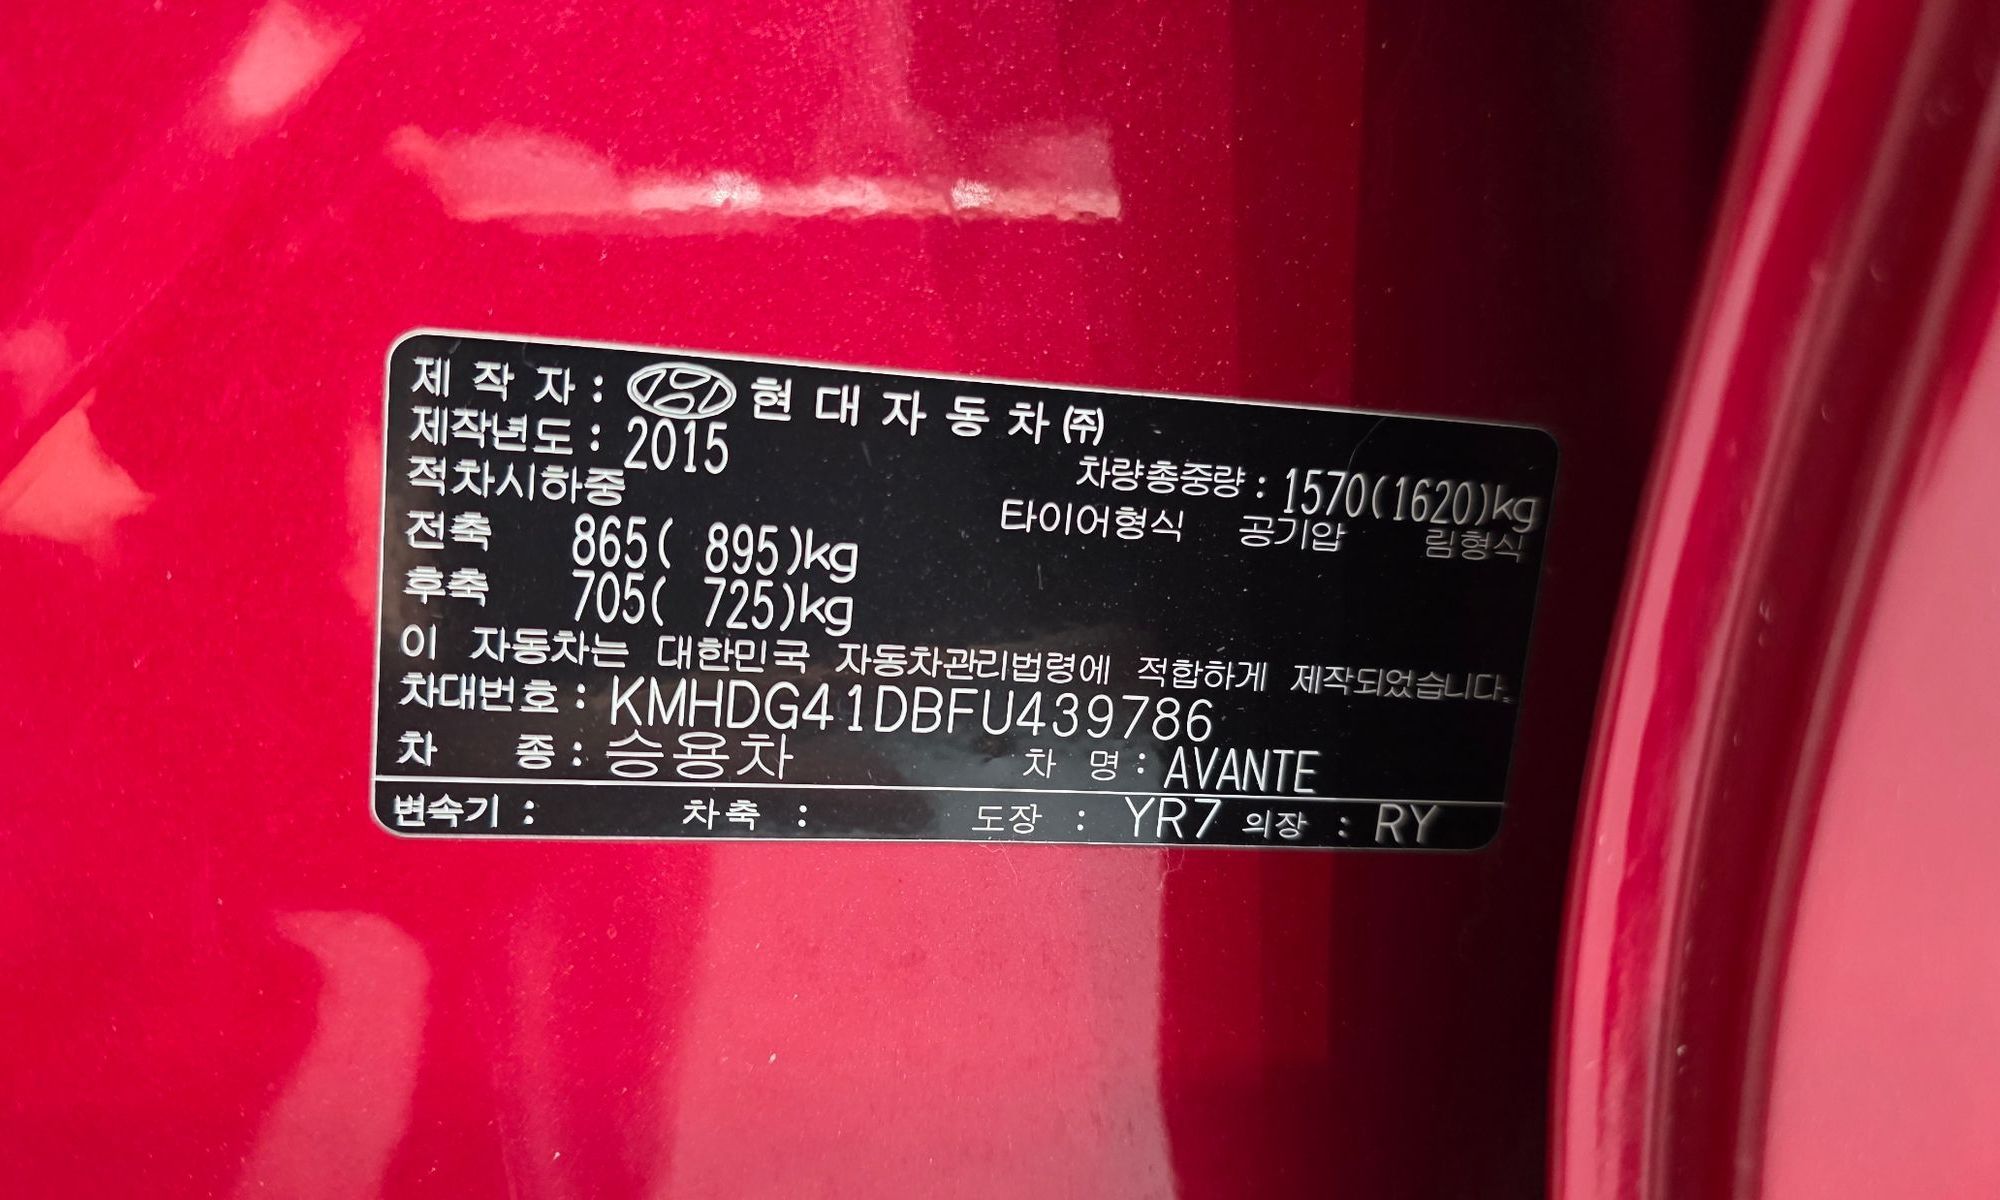 제 작 자 : 현 대 자 동 차 ㈜
제작년도 : 2015
적차시하중 차량총중량 : 1570(1620)kg
타이어형식 공기압 림형식
전축 865( 895)kg
후축 705( 725)kg
이 자동차는 대한민국 자동차관리법령에 적합하게 제작되었습니다.
차대번호 : KMHDG41DBFU439786
차 종 : 승용차 차 명 : AVANTE
변속기 : 차축 : 도장 : YR7 의장 : RY